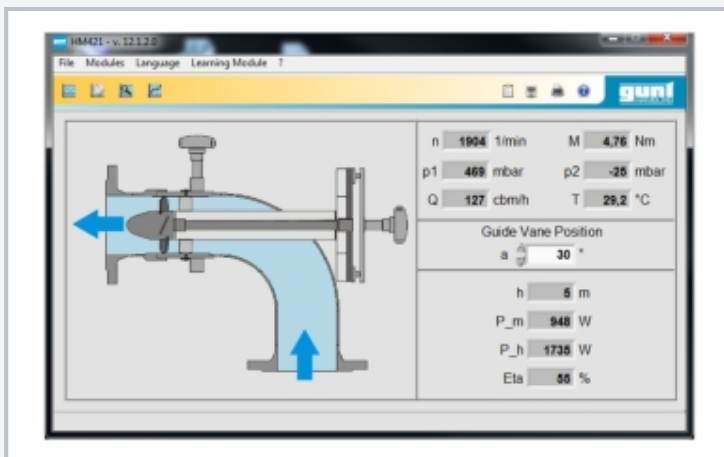 HM421 - v. 12.1.2.0
File Modules Language Learning Module ?
gunt
n 1904 1/min M 4,76 Nm
p1 469 mbar p2 -25 mbar
Q 127 cbm/h T 29,2 °C
Guide Vane Position
a 30 °
h 5 m
P_m 948 W
P_h 1735 W
Eta 55 %